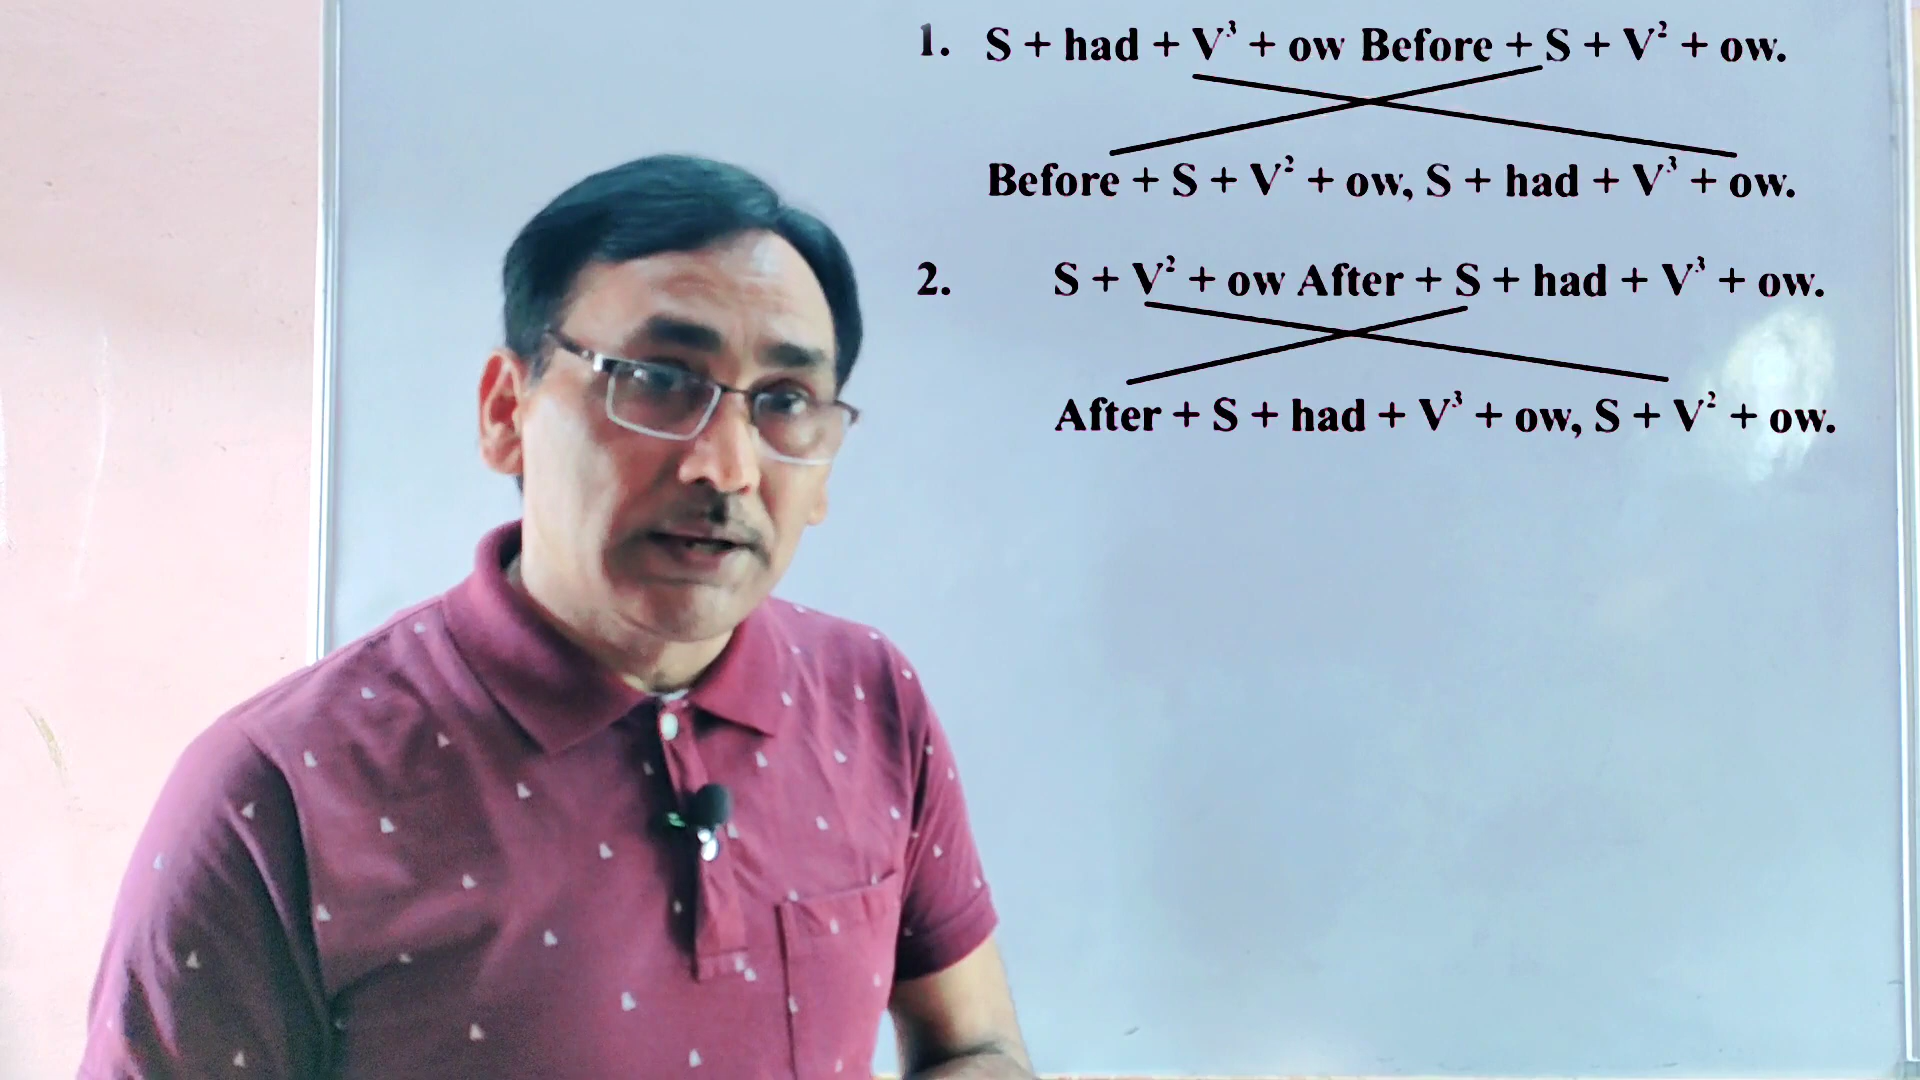 1. S + had + V³ + ow Before + S + V² + ow.
Before + S + V² + ow, S + had + V³ + ow.
2. S + V² + ow After + S + had + V³ + ow.
After + S + had + V³ + ow, S + V² + ow.